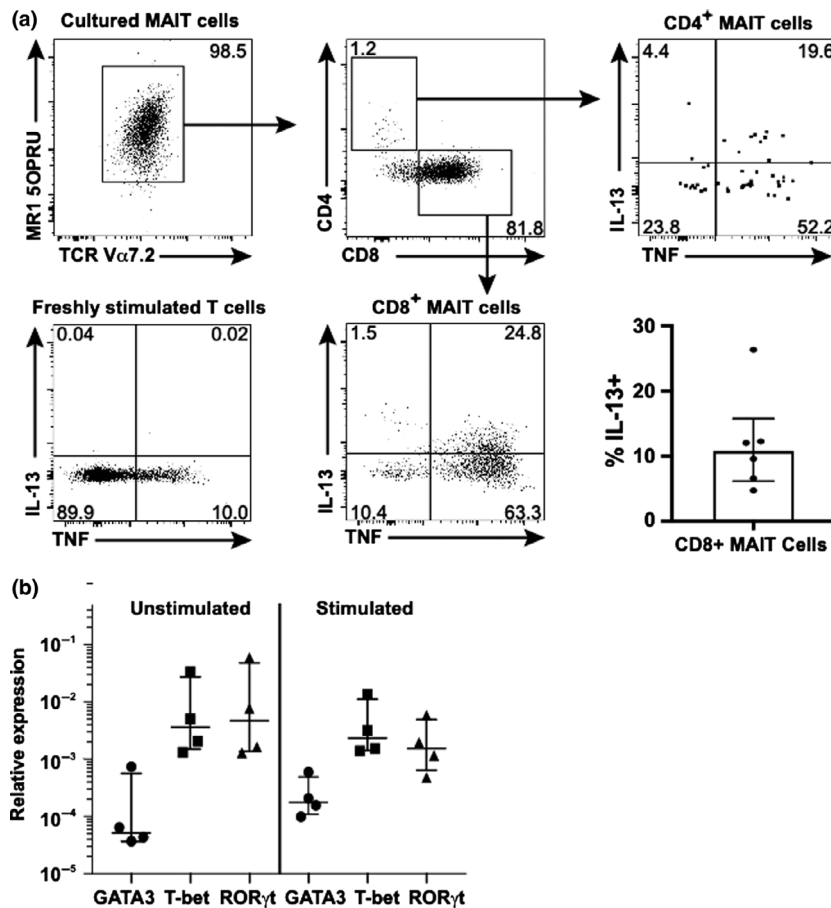 (a)
Cultured MAIT cells
98.5
MR1 5OPRU
TCR Vα7.2
1.2
81.8
CD4
CD8
CD4+ MAIT cells
4.4
19.6
23.8
52.2
IL-13
TNF
Freshly stimulated T cells
0.04
0.02
89.9
10.0
IL-13
TNF
CD8+ MAIT cells
1.5
24.8
10.4
63.3
IL-13
TNF
30
20
10
0
% IL-13+
CD8+ MAIT Cells
(b)
Unstimulated
Stimulated
Relative expression
10⁻¹
10⁻²
10⁻³
10⁻⁴
10⁻⁵
GATA3 T-bet RORγt GATA3 T-bet RORγt